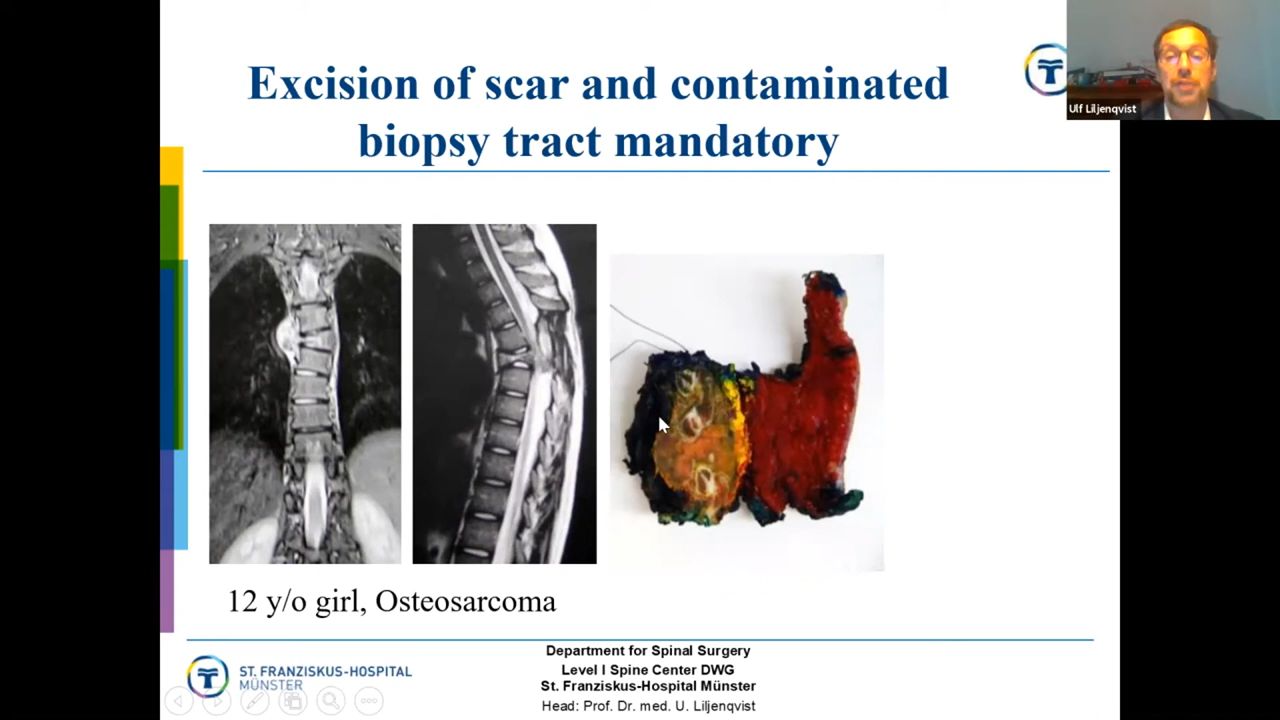 Excision of scar and contaminated
biopsy tract mandatory
Ulf Liljenqvist
12 y/o girl, Osteosarcoma
ST. FRANZISKUS-HOSPITAL
MÜNSTER
Department for Spinal Surgery
Level I Spine Center DWG
St. Franziskus-Hospital Münster
Head: Prof. Dr. med. U. Liljenqvist